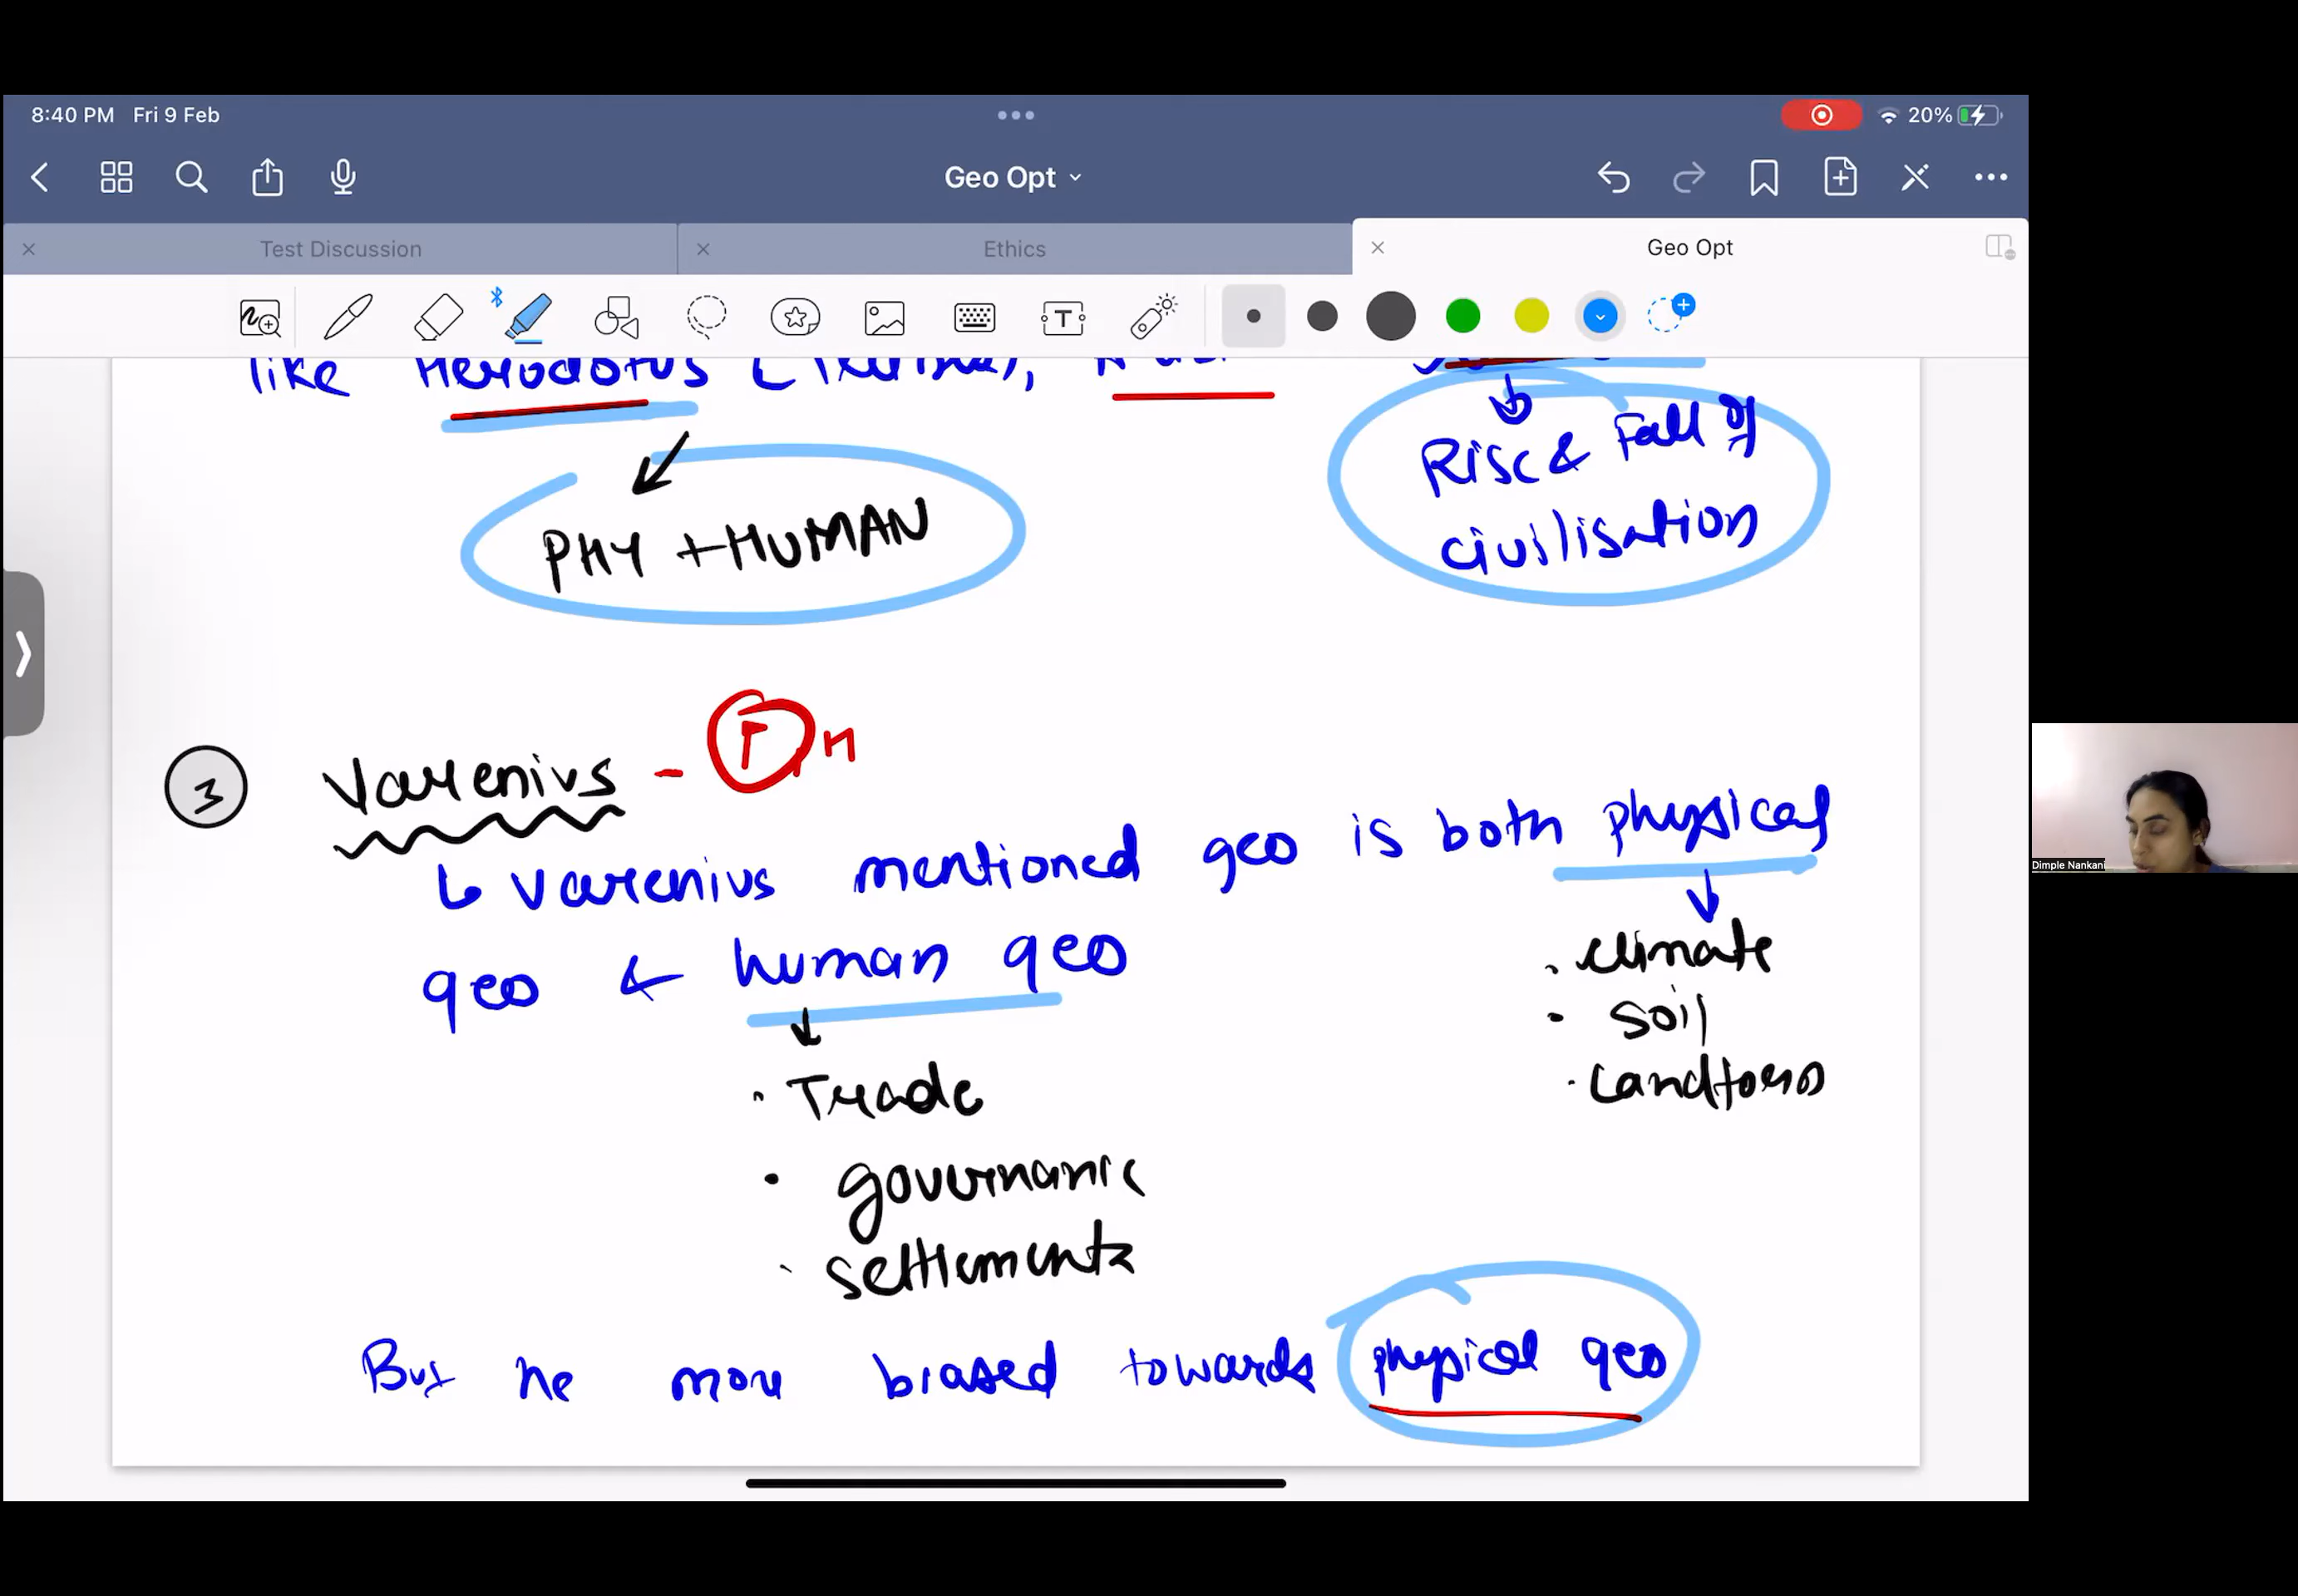 8:40 PM Fri 9 Feb
20%
Geo Opt
Test Discussion
Ethics
Geo Opt
like Herodotus
Rise & Fall of
civilisation
PHY + HUMAN
3 Varenius -
↳ Varenius mentioned geo is both physical
geo ← human geo
• climate
• soil
• Landforms
• Trade
• governance
• settlements
But he more biased towards physical geo
Dimple Nankani